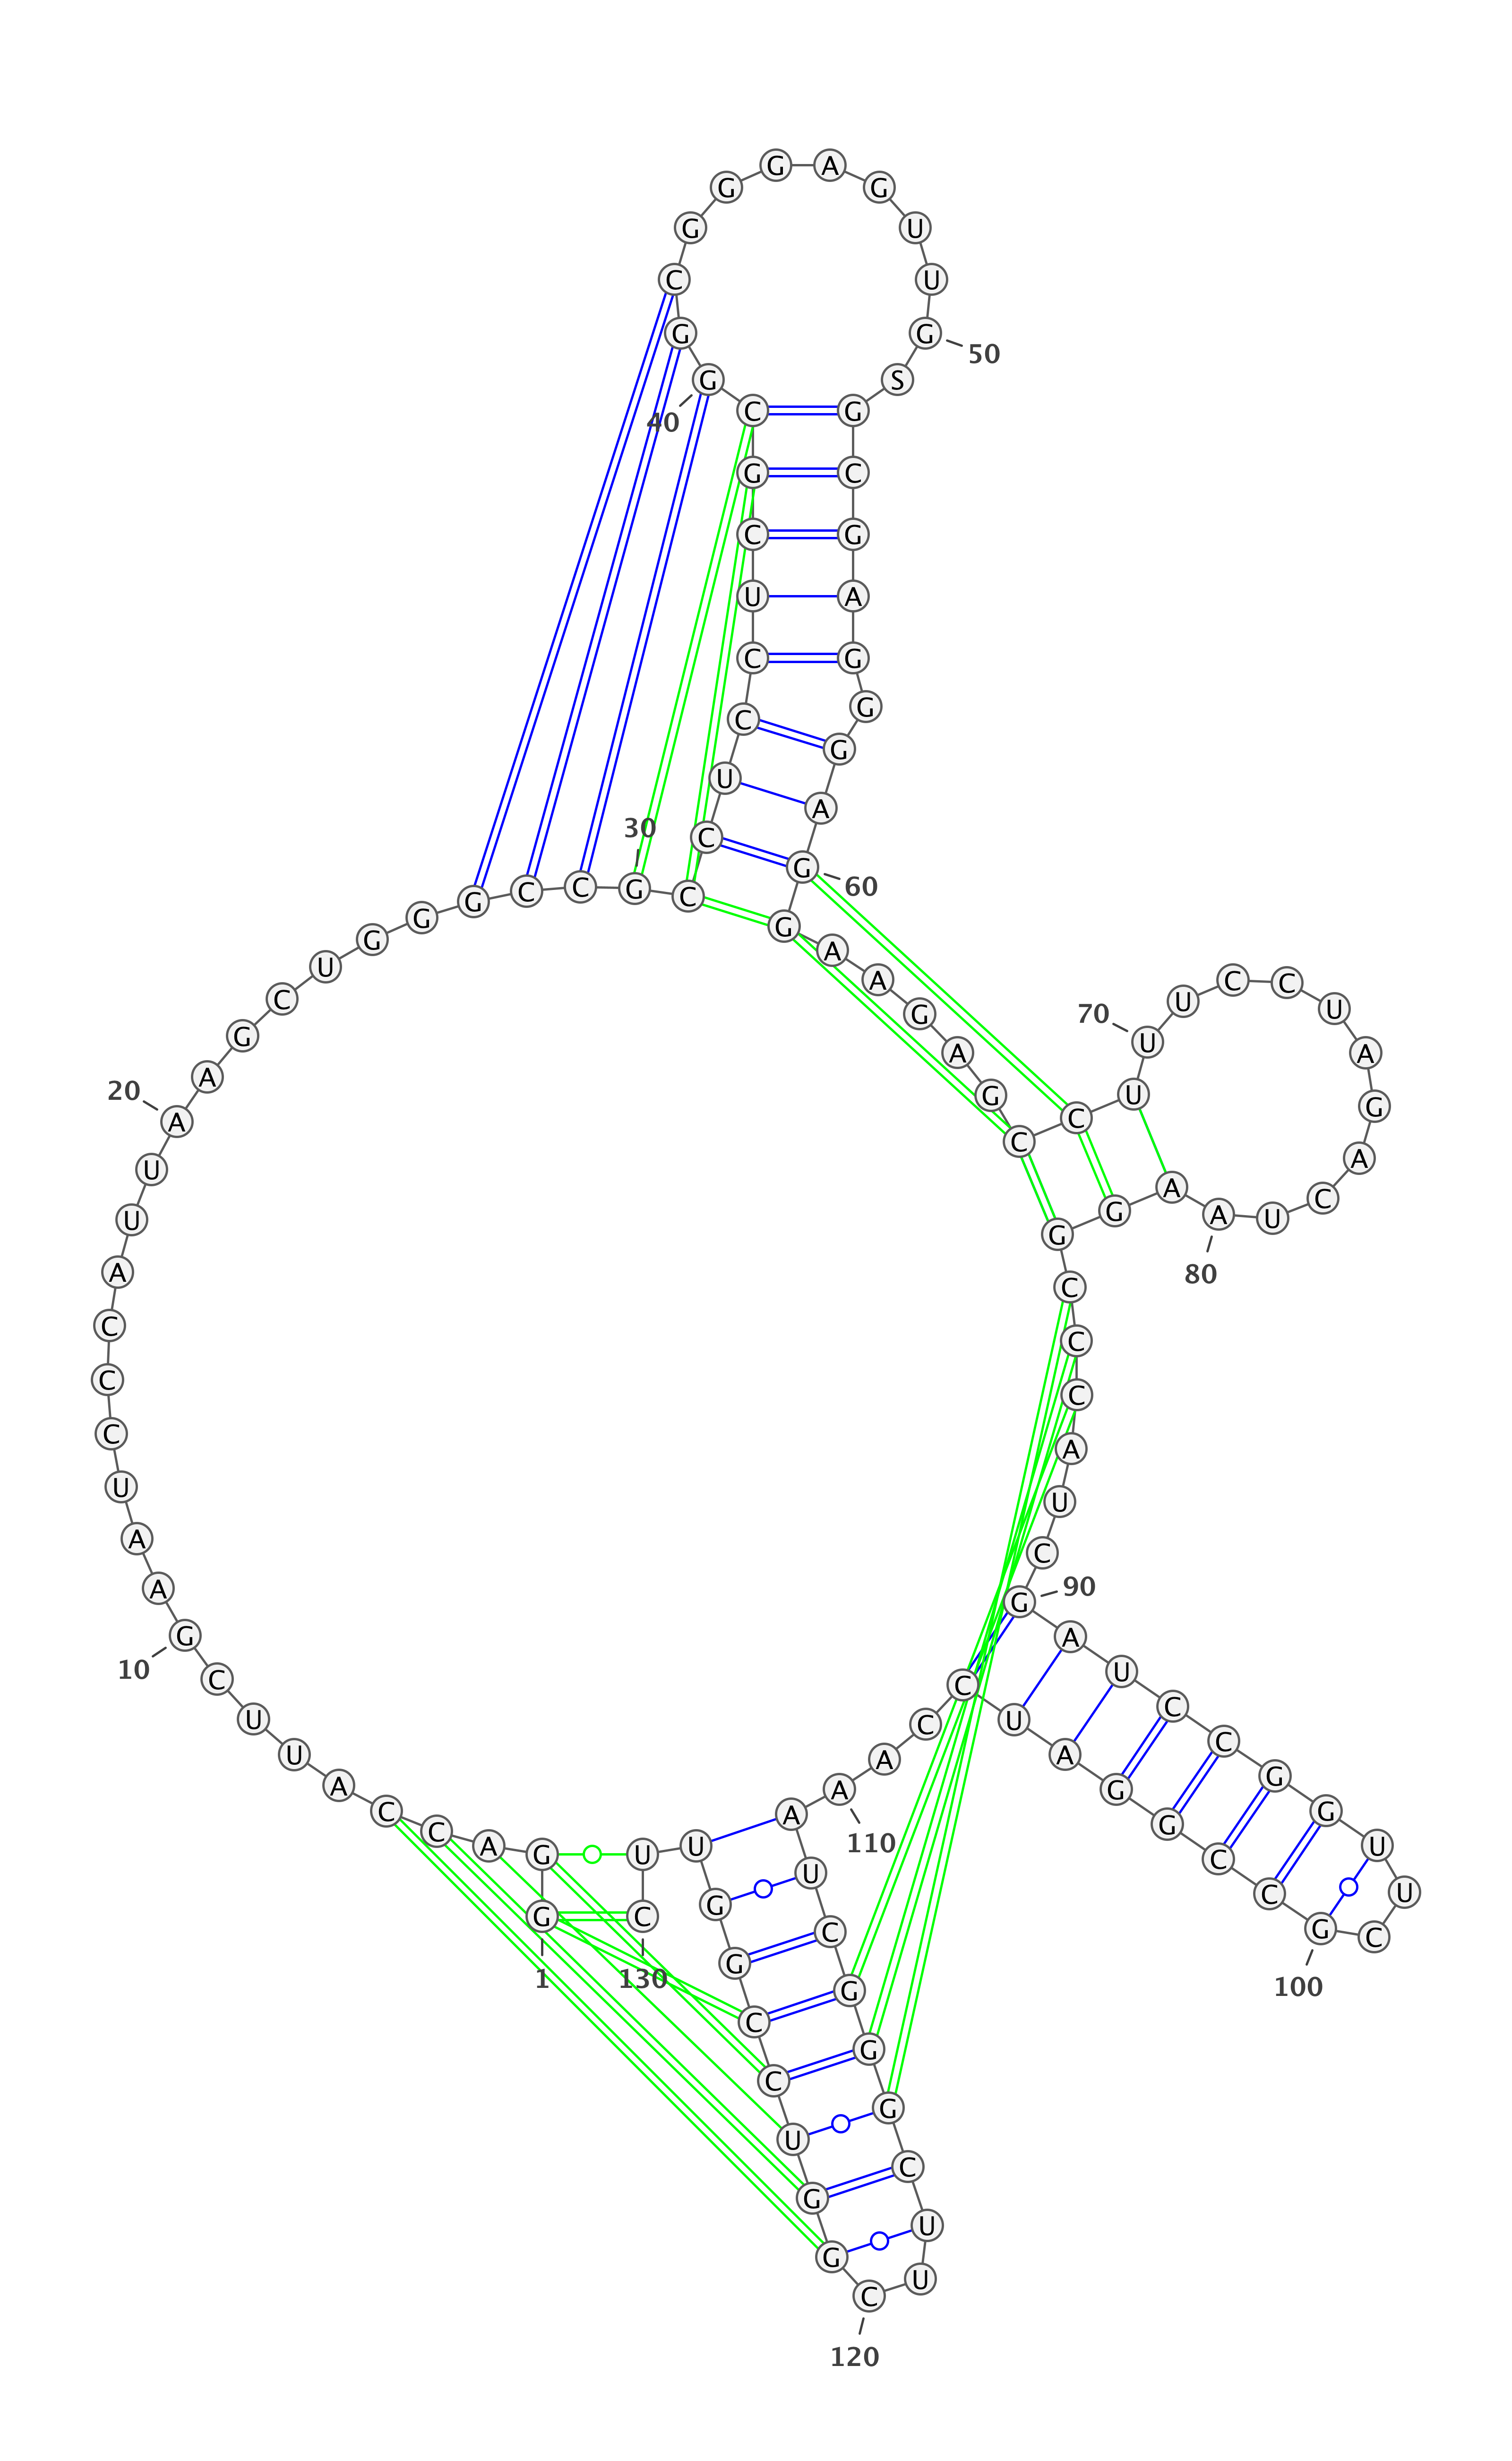 G G A C C A U U C G
1
10
A A U C C C A U U A
20
A G C U G G G C C G
30
C C U C C U C G C G
40
G C G G G A G U U G
50
S G C G A G G G A G
60
G A A G A G C C U U
70
U C C U A G A C U A
80
A G G C C C A U C G
90
A U C C G G U U C G
100
C C G G A U C C A A
110
A U C G G G C U U C
120
G G U C C G G U U C
130